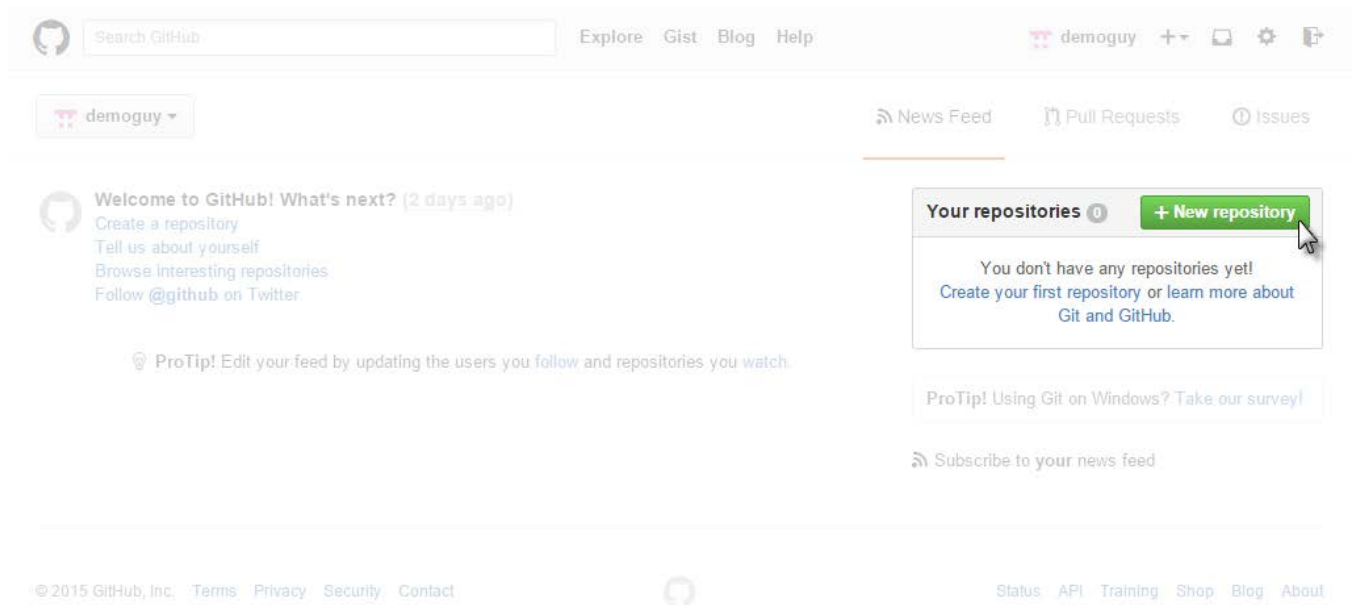 Search GitHub Explore Gist Blog Help demoguy
demoguy News Feed Pull Requests Issues
Welcome to GitHub! What's next? (2 days ago)
Create a repository
Tell us about yourself
Browse interesting repositories
Follow @github on Twitter
ProTip! Edit your feed by updating the users you follow and repositories you watch.
Your repositories 0 + New repository
You don't have any repositories yet!
Create your first repository or learn more about
Git and GitHub.
ProTip! Using Git on Windows? Take our survey!
Subscribe to your news feed
© 2015 GitHub, Inc. Terms Privacy Security Contact Status API Training Shop Blog About